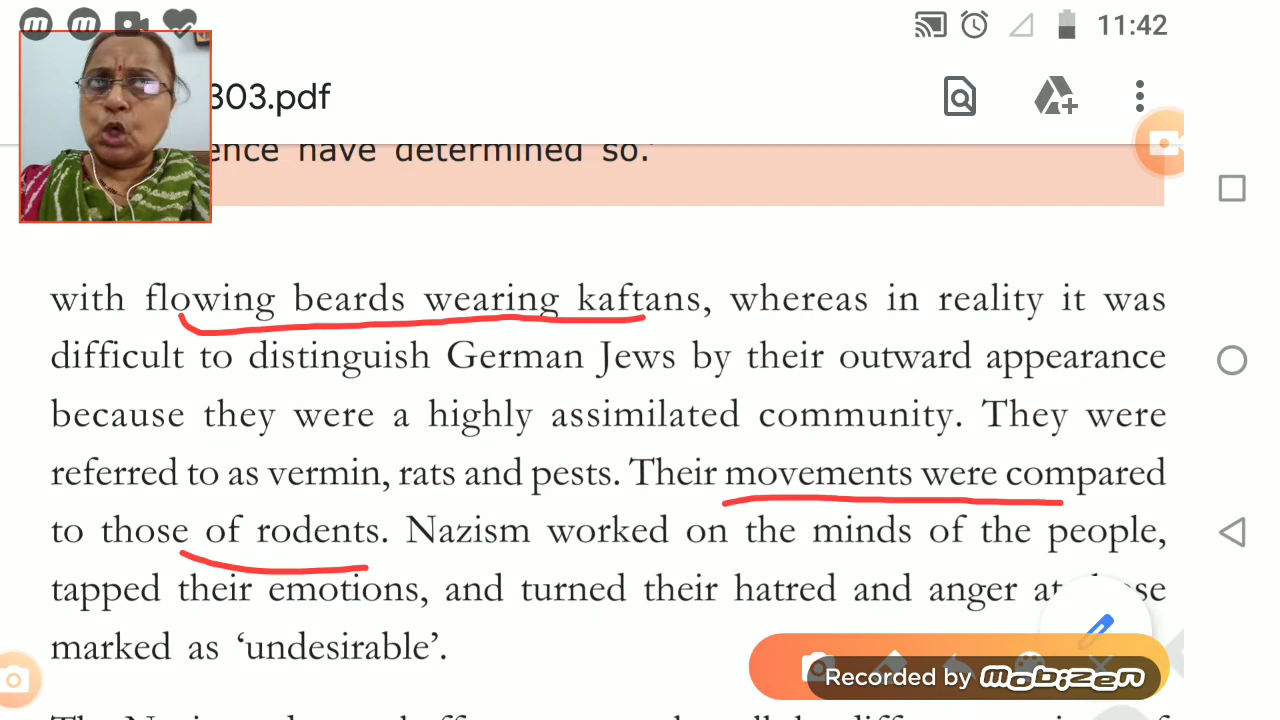 m m 11:42
303.pdf
ence have determined so.'
with flowing beards wearing kaftans, whereas in reality it was
difficult to distinguish German Jews by their outward appearance
because they were a highly assimilated community. They were
referred to as vermin, rats and pests. Their movements were compared
to those of rodents. Nazism worked on the minds of the people,
tapped their emotions, and turned their hatred and anger at
marked as ‘undesirable’.
Recorded by mobizen